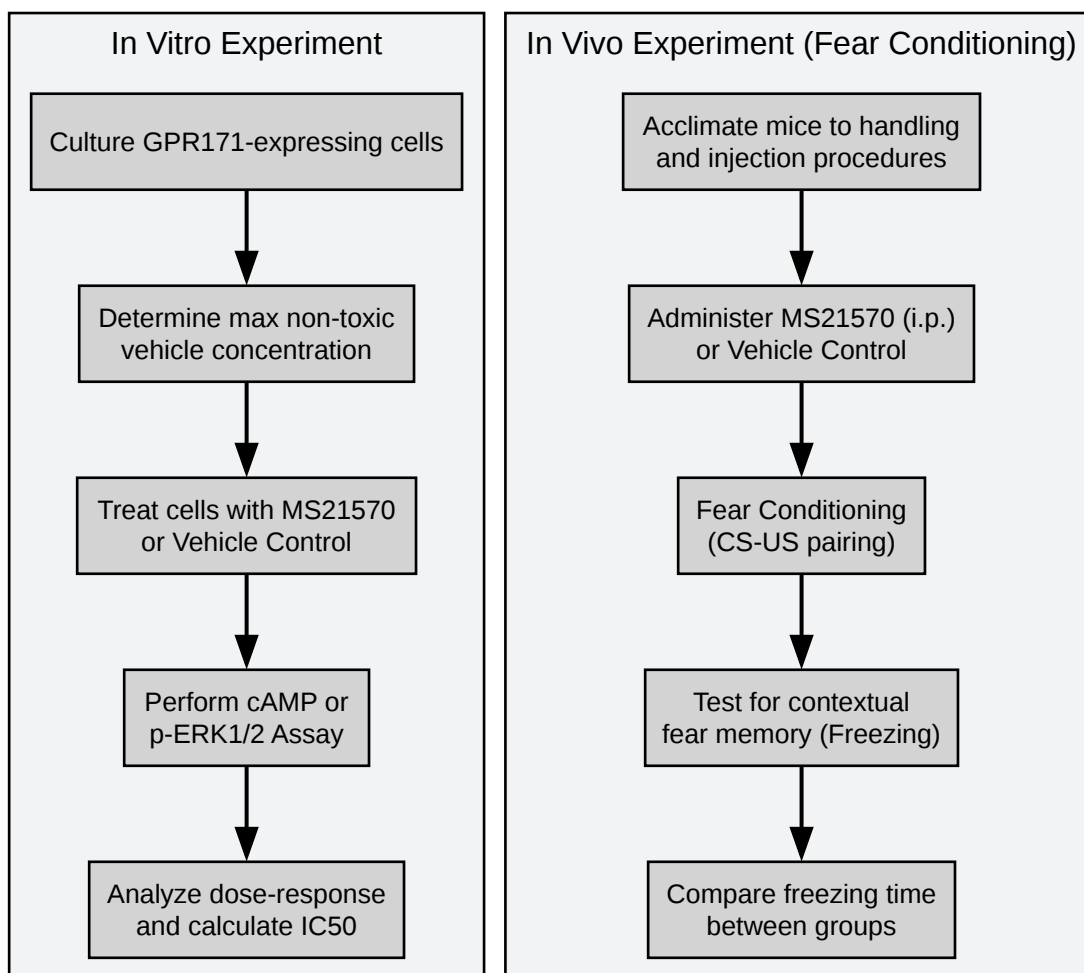 In Vitro Experiment
Culture GPR171-expressing cells
Determine max non-toxic
vehicle concentration
Treat cells with MS21570
or Vehicle Control
Perform cAMP or
p-ERK1/2 Assay
Analyze dose-response
and calculate IC50
In Vivo Experiment (Fear Conditioning)
Acclimate mice to handling
and injection procedures
Administer MS21570 (i.p.)
or Vehicle Control
Fear Conditioning
(CS-US pairing)
Test for contextual
fear memory (Freezing)
Compare freezing time
between groups